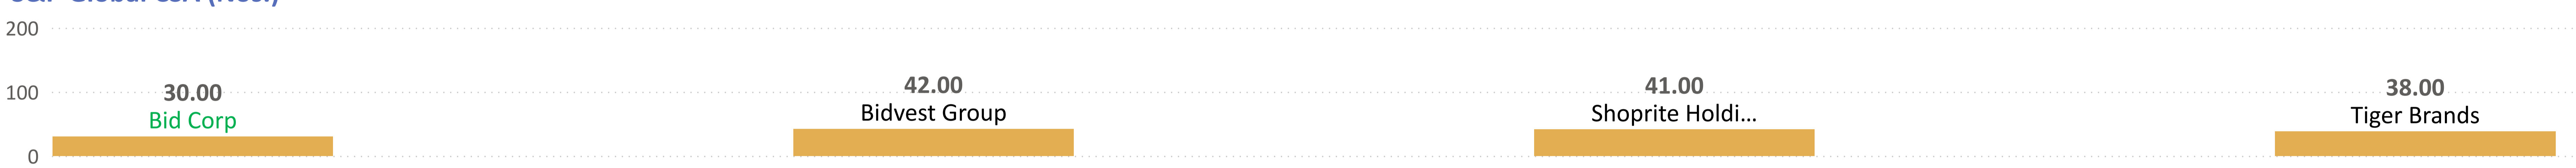 200
100
0
30.00
Bid Corp
42.00
Bidvest Group
41.00
Shoprite Holdi...
38.00
Tiger Brands